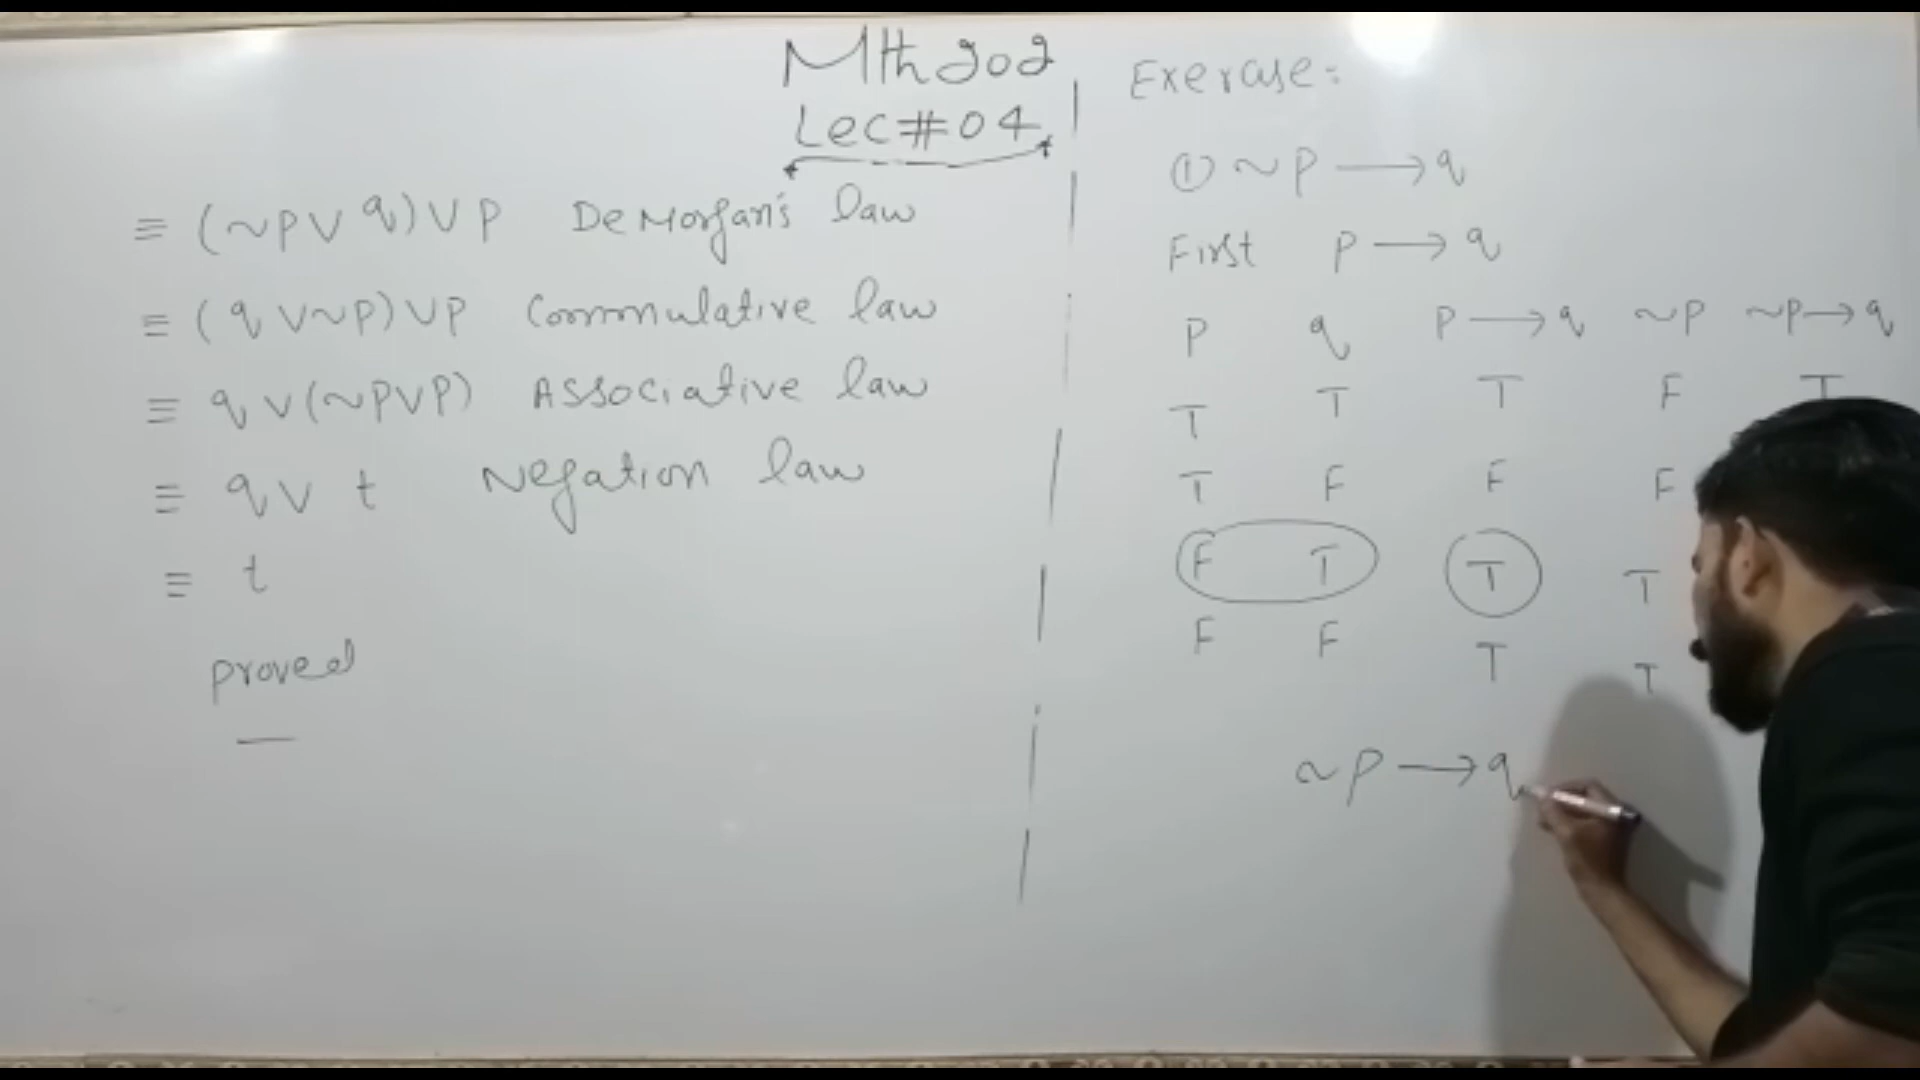 Mth202
Lec#04
≡ (~p∨q)∨p DeMorgan's law
≡ (q∨~p)∨p Commulative law
≡ q∨(~p∨p) Associative law
≡ q∨ t Negation law
≡ t
proved
Exercise:
① ~p → q
First p → q
p q p → q ~p ~p → q
T T T F T
T F F F
F T T T
F F T T
~p → q